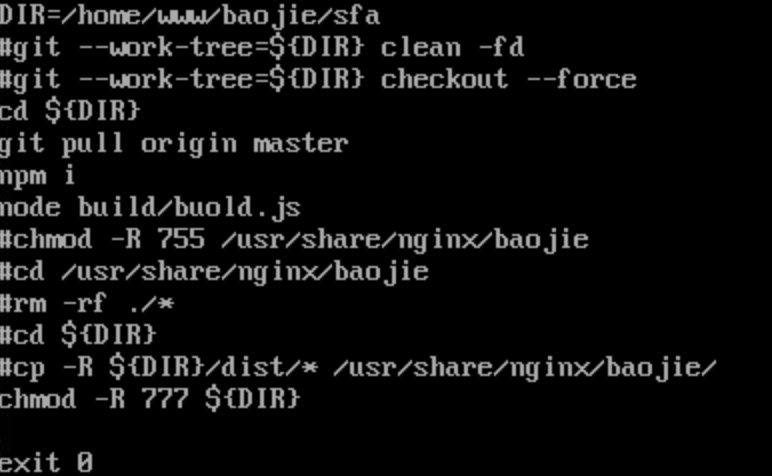 DIR=/home/www/baojie/sfa
#git --work-tree=${DIR} clean -fd
#git --work-tree=${DIR} checkout --force
cd ${DIR}
git pull origin master
npm i
node build/buold.js
#chmod -R 755 /usr/share/nginx/baojie
#cd /usr/share/nginx/baojie
#rm -rf ./*
#cd ${DIR}
#cp -R ${DIR}/dist/* /usr/share/nginx/baojie/
chmod -R 777 ${DIR}
exit 0